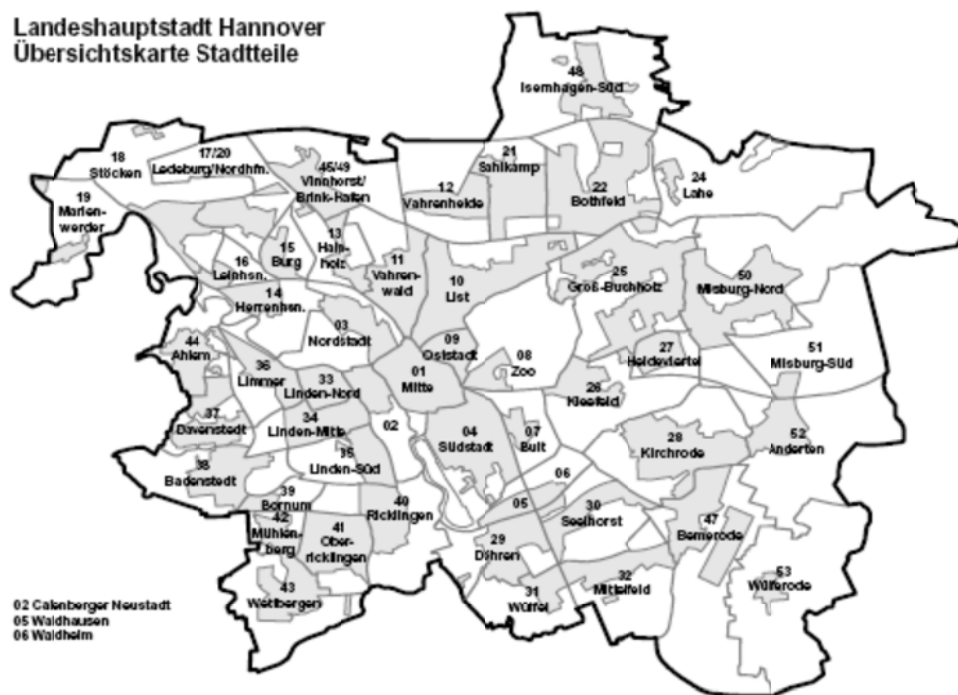 Landeshauptstadt Hannover
Übersichtskarte Stadtteile
48
Isernhagen-Süd
18
Stöcken
17/20
Ledeburg/Nordhfn.
45/49
Vinnhorst/
Brink-Hafen
21
Sahlkamp
12
Vahrenheide
22
Bothfeld
24
Lahe
19
Marien-
werder
16
Leinhsn.
15
Burg
13
Hain-
holz
11
Vahren-
wald
10
List
25
Groß-Buchholz
50
Misburg-Nord
14
Herrenhsn.
03
Nordstadt
09
Oststadt
08
Zoo
27
Heideviertel
51
Misburg-Süd
44
Ahlem
36
Limmer
33
Linden-Nord
01
Mitte
26
Kleefeld
37
Davenstedt
34
Linden-Mitte
02
04
Südstadt
07
Bult
28
Kirchrode
52
Anderten
38
Badenstedt
35
Linden-Süd
06
39
Bornum
40
Ricklingen
05
30
Seelhorst
47
Bemerode
42
Mühlen-
berg
41
Ober-
ricklingen
29
Döhren
43
Wettbergen
31
Wülfel
32
Mittelfeld
53
Wülferode
02 Calenberger Neustadt
05 Waldhausen
06 Waldheim